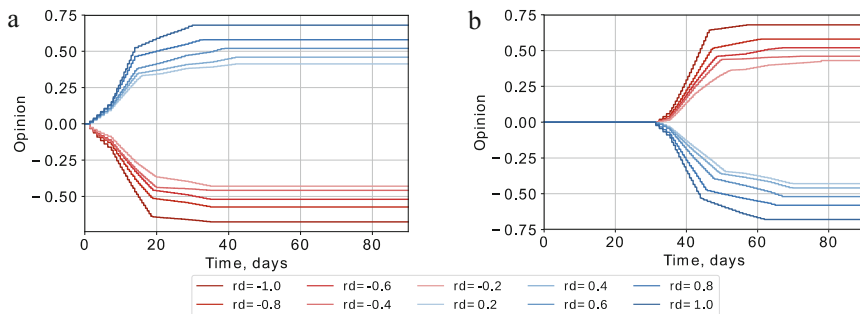 a
b
0.75
0.50
0.25
0.00
−0.25
−0.50
Opinion
0
20
40
60
80
Time, days
0.75
0.50
0.25
0.00
−0.25
−0.50
−0.75
Opinion
0
20
40
60
80
Time, days
rd= -1.0
rd= -0.6
rd= -0.2
rd= 0.4
rd= 0.8
rd= -0.8
rd= -0.4
rd= 0.2
rd= 0.6
rd= 1.0